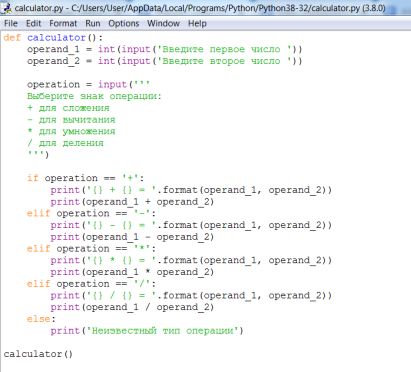 calculator.py - C:/Users/User/AppData/Local/Programs/Python/Python38-32/calculator.py (3.8.0)
File Edit Format Run Options Window Help
def calculator():
    operand_1 = int(input('Введите первое число '))
    operand_2 = int(input('Введите второе число '))

    operation = input('''
    Выберите знак операции:
    + для сложения
    - для вычитания
    * для умножения
    / для деления
    ''')

    if operation == '+':
        print('{} + {} = '.format(operand_1, operand_2))
        print(operand_1 + operand_2)
    elif operation == '-':
        print('{} - {} = '.format(operand_1, operand_2))
        print(operand_1 - operand_2)
    elif operation == '*':
        print('{} * {} = '.format(operand_1, operand_2))
        print(operand_1 * operand_2)
    elif operation == '/':
        print('{} / {} = '.format(operand_1, operand_2))
        print(operand_1 / operand_2)
    else:
        print('Неизвестный тип операции')

calculator()